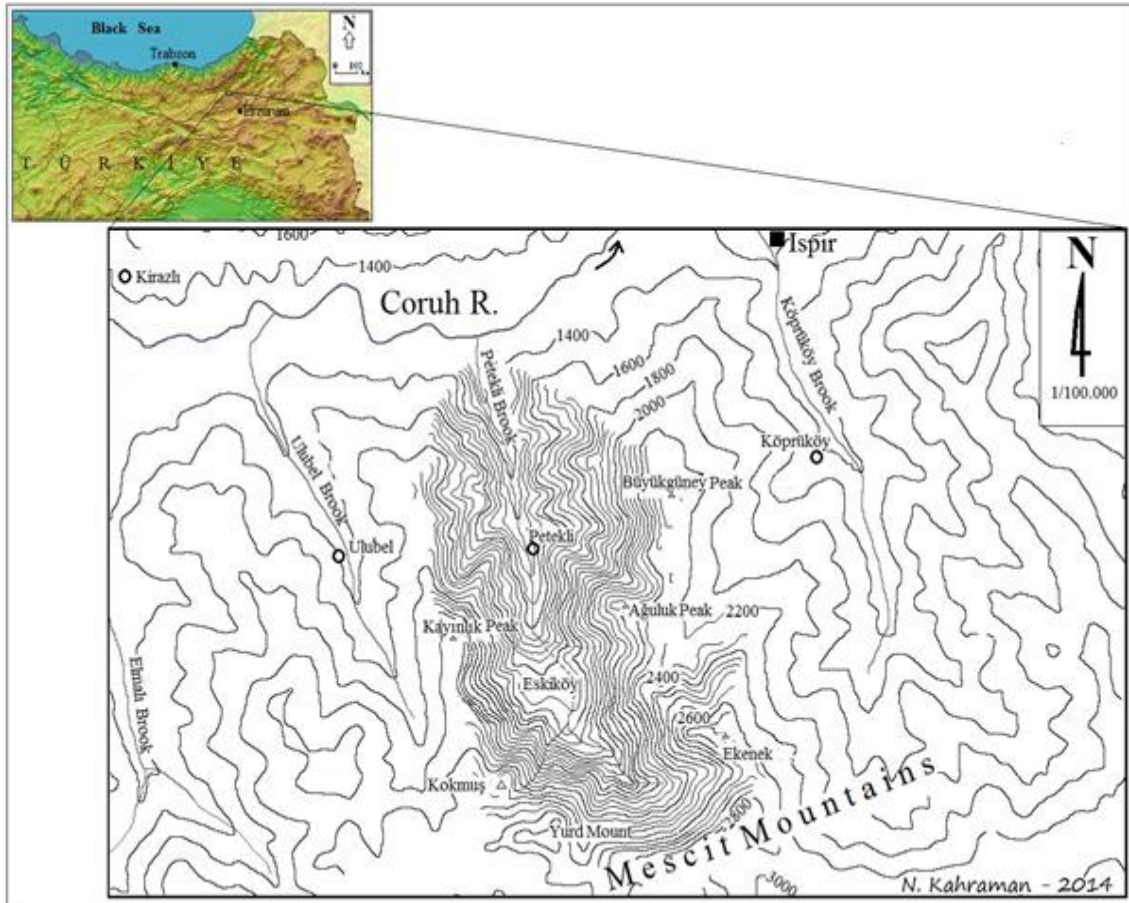 Black Sea
N
Trabzon
Erzurum
T Ü R K İ Y E
1600
Ispir
N
1400
Kirazlı
Coruh R.
Köprüköy Brook
1400
Petekli Brook
1600
1/100.000
1800
2000
Ulubel Brook
Köprüköy
Büyükgüney Peak
Petekli
Ulubel
Ağuluk Peak
2200
Kayınlık Peak
Elmalı Brook
Eskiköy
2400
2600
Ekenek
Kokmuş
Mescit Mountains
2800
Yurd Mount
3000
N. Kahraman - 2014